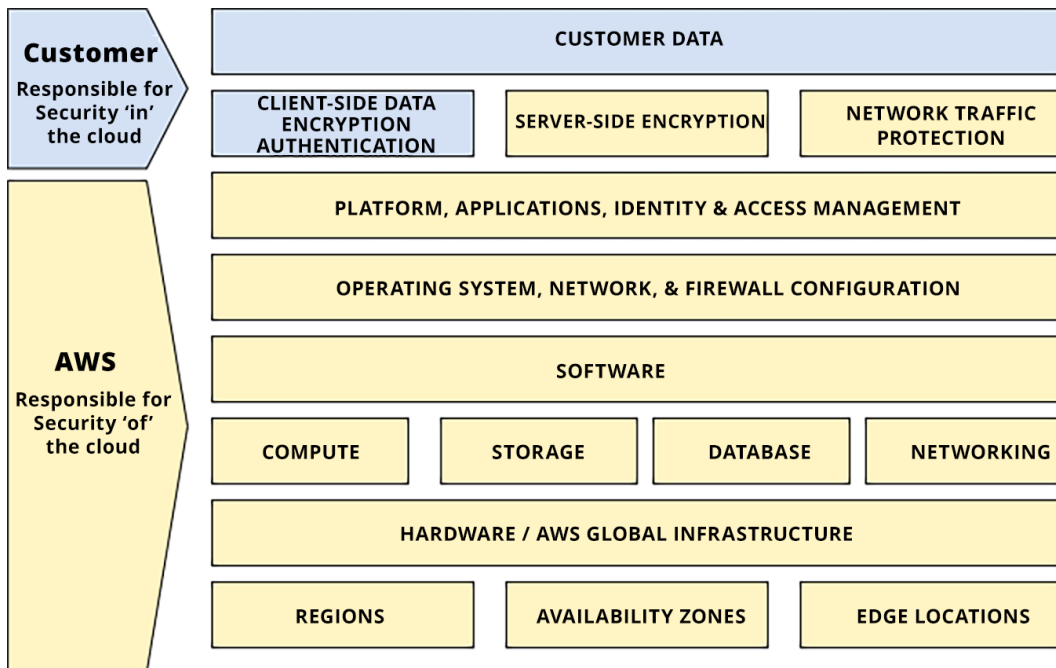 Customer
Responsible for
Security ‘in’
the cloud
CUSTOMER DATA
CLIENT-SIDE DATA
ENCRYPTION
AUTHENTICATION
SERVER-SIDE ENCRYPTION
NETWORK TRAFFIC
PROTECTION
AWS
Responsible for
Security ‘of’
the cloud
PLATFORM, APPLICATIONS, IDENTITY & ACCESS MANAGEMENT
OPERATING SYSTEM, NETWORK, & FIREWALL CONFIGURATION
SOFTWARE
COMPUTE
STORAGE
DATABASE
NETWORKING
HARDWARE / AWS GLOBAL INFRASTRUCTURE
REGIONS
AVAILABILITY ZONES
EDGE LOCATIONS